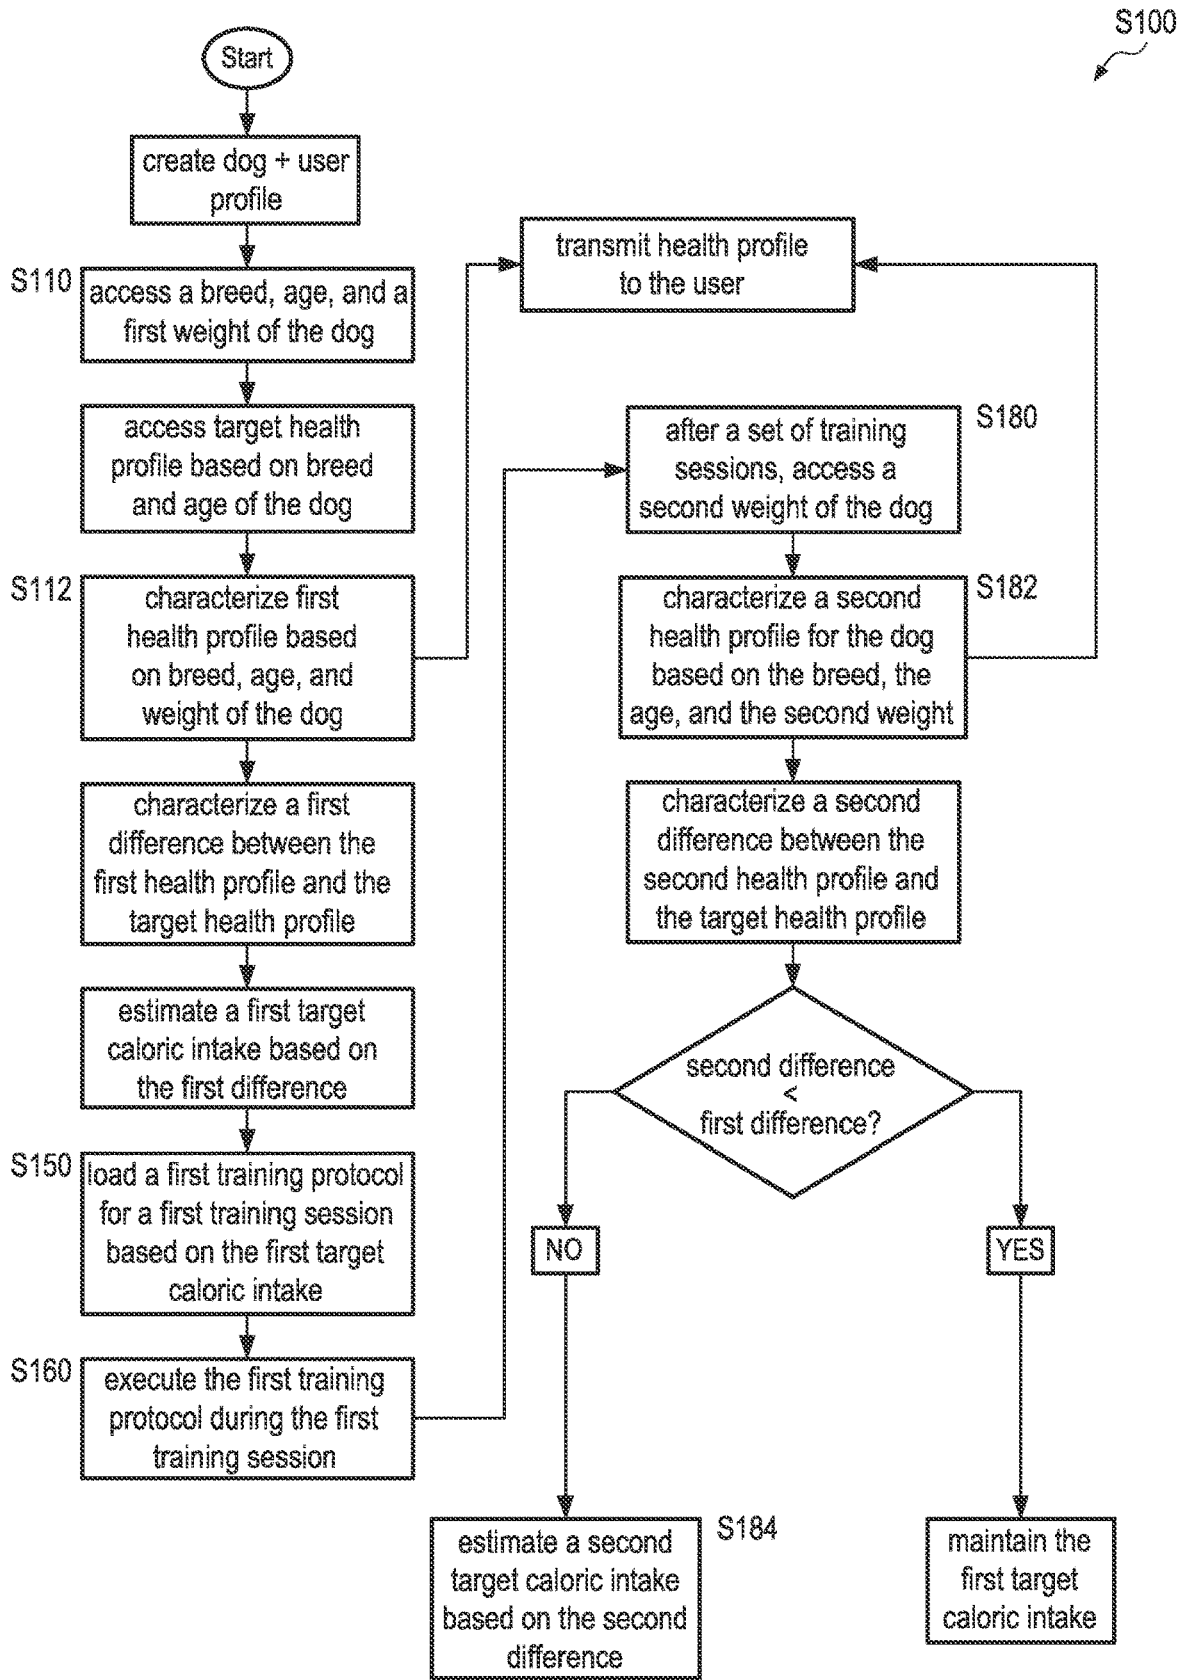 S100
Start
create dog + user
profile
S110
access a breed, age, and a
first weight of the dog
access target health
profile based on breed
and age of the dog
S112
characterize first
health profile based
on breed, age, and
weight of the dog
characterize a first
difference between the
first health profile and the
target health profile
estimate a first target
caloric intake based on
the first difference
S150
load a first training protocol
for a first training session
based on the first target
caloric intake
S160
execute the first training
protocol during the first
training session
transmit health profile
to the user
S180
after a set of training
sessions, access a
second weight of the dog
S182
characterize a second
health profile for the dog
based on the breed, the
age, and the second weight
characterize a second
difference between the
second health profile and
the target health profile
second difference
<
first difference?
NO
YES
S184
estimate a second
target caloric intake
based on the second
difference
maintain the
first target
caloric intake